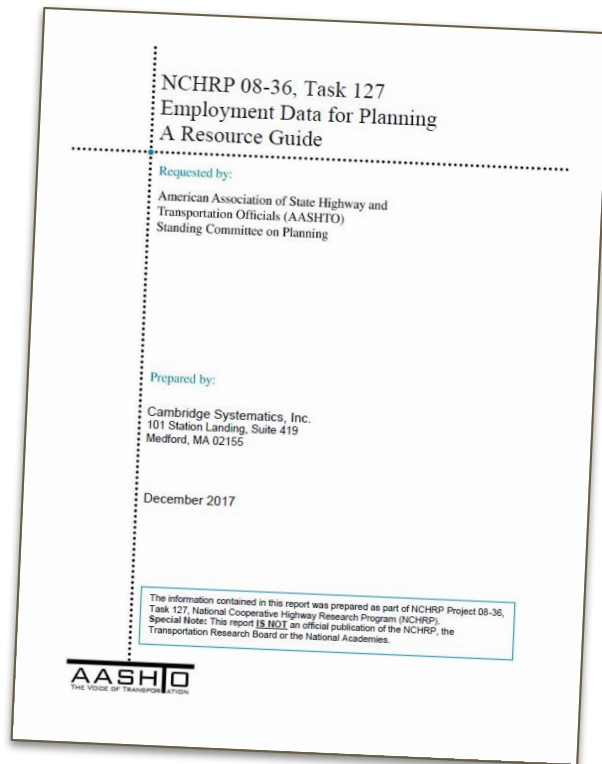 NCHRP 08-36, Task 127
Employment Data for Planning
A Resource Guide
Requested by:
American Association of State Highway and
Transportation Officials (AASHTO)
Standing Committee on Planning
Prepared by:
Cambridge Systematics, Inc.
101 Station Landing, Suite 419
Medford, MA 02155
December 2017
The information contained in this report was prepared as part of NCHRP Project 08-36,
Task 127, National Cooperative Highway Research Program (NCHRP).
Special Note: This report IS NOT an official publication of the NCHRP, the
Transportation Research Board or the National Academies.
AASHTO
THE VOICE OF TRANSPORTATION